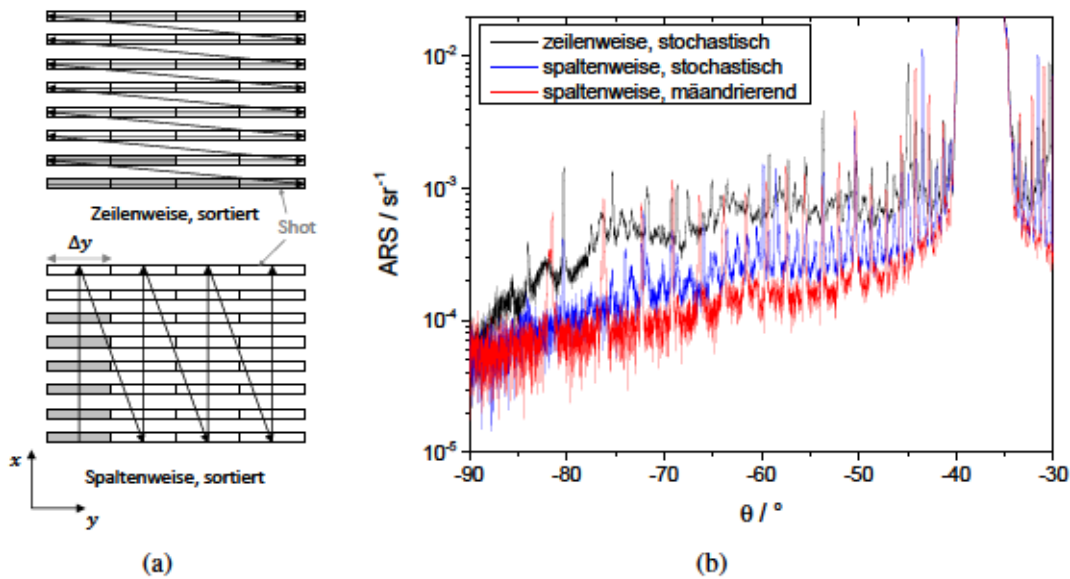 Zeilenweise, sortiert
Shot
Δy
Spaltenweise, sortiert
x
y
(a)
zeilenweise, stochastisch
spaltenweise, stochastisch
spaltenweise, mäandrierend
ARS / sr⁻¹
10⁻²
10⁻³
10⁻⁴
10⁻⁵
-90 -80 -70 -60 -50 -40 -30
θ / °
(b)